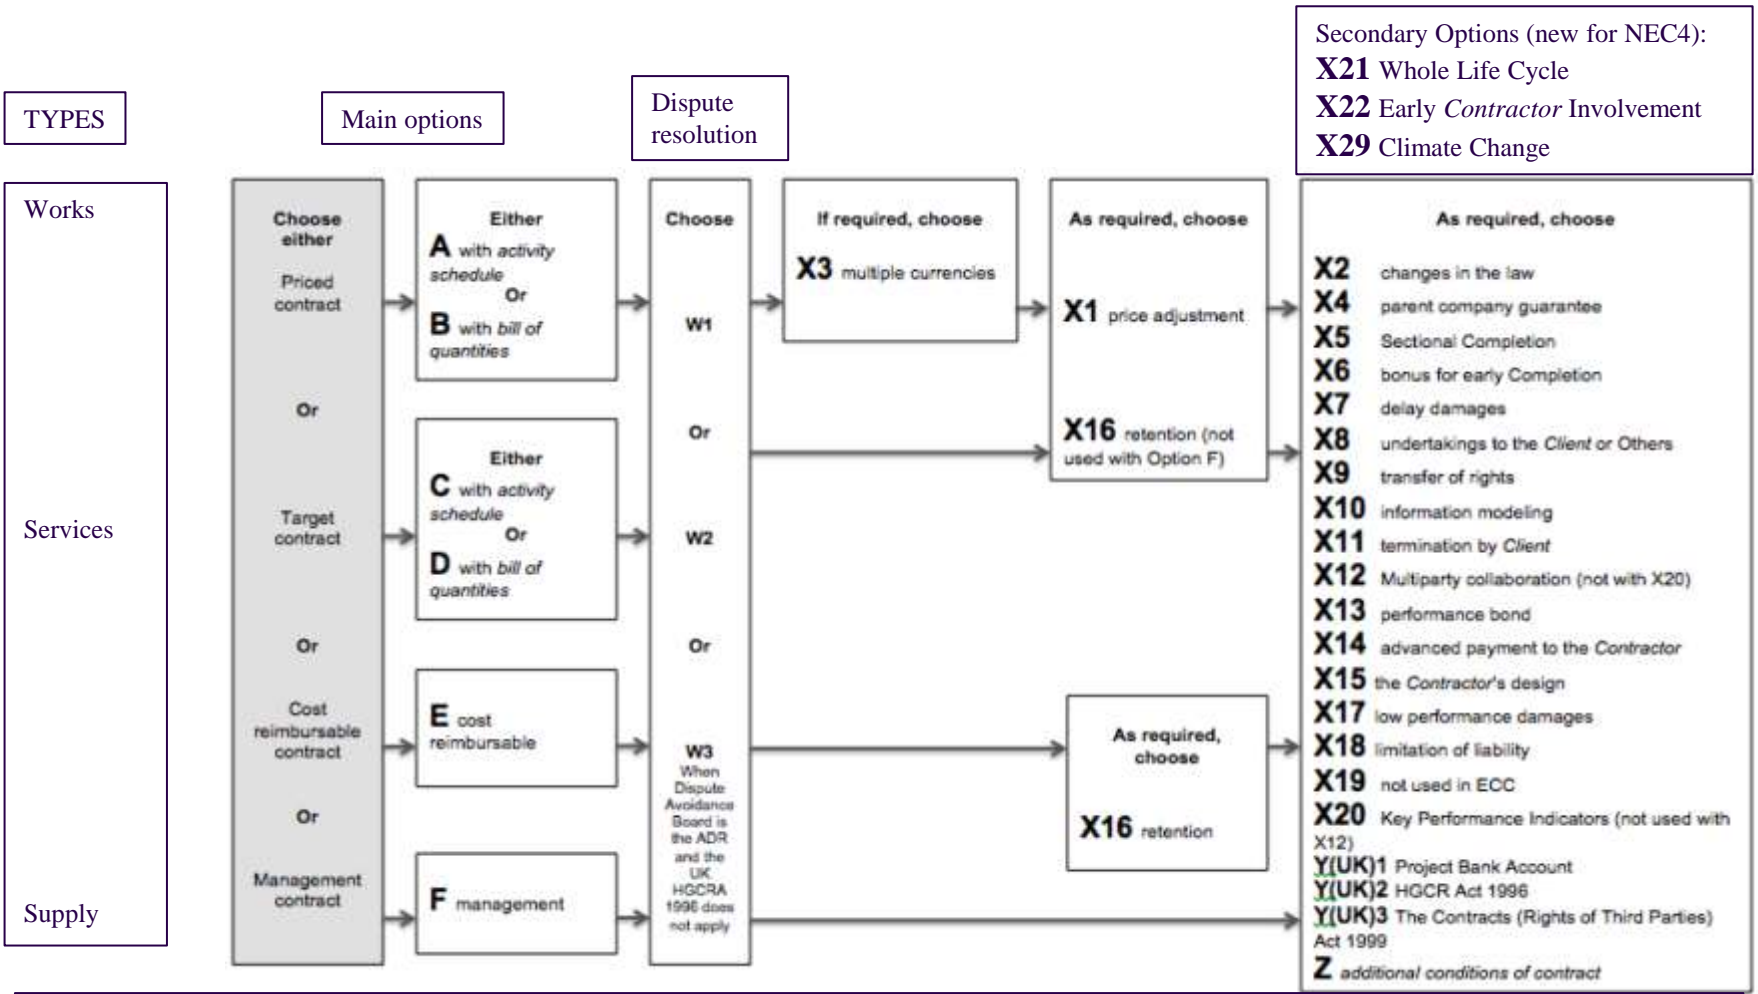 Secondary Options (new for NEC4):
X21 Whole Life Cycle
X22 Early Contractor Involvement
X29 Climate Change
TYPES
Main options
Dispute
resolution
Works
Services
Supply
Choose
either
Priced
contract
Or
Target
contract
Or
Cost
reimbursable
contract
Or
Management
contract
Either
A with activity
schedule
Or
B with bill of
quantities
Either
C with activity
schedule
Or
D with bill of
quantities
E cost
reimbursable
F management
Choose
W1
Or
W2
Or
W3
When
Dispute
Avoidance
Board is
the ADR
and the
UK
HGCRA
1996 does
not apply
If required, choose
X3 multiple currencies
As required, choose
X1 price adjustment
X16 retention (not
used with Option F)
As required,
choose
X16 retention
As required, choose
X2 changes in the law
X4 parent company guarantee
X5 Sectional Completion
X6 bonus for early Completion
X7 delay damages
X8 undertakings to the Client or Others
X9 transfer of rights
X10 information modeling
X11 termination by Client
X12 Multiparty collaboration (not with X20)
X13 performance bond
X14 advanced payment to the Contractor
X15 the Contractor's design
X17 low performance damages
X18 limitation of liability
X19 not used in ECC
X20 Key Performance Indicators (not used with
X12)
Y(UK)1 Project Bank Account
Y(UK)2 HGCR Act 1996
Y(UK)3 The Contracts (Rights of Third Parties)
Act 1999
Z additional conditions of contract